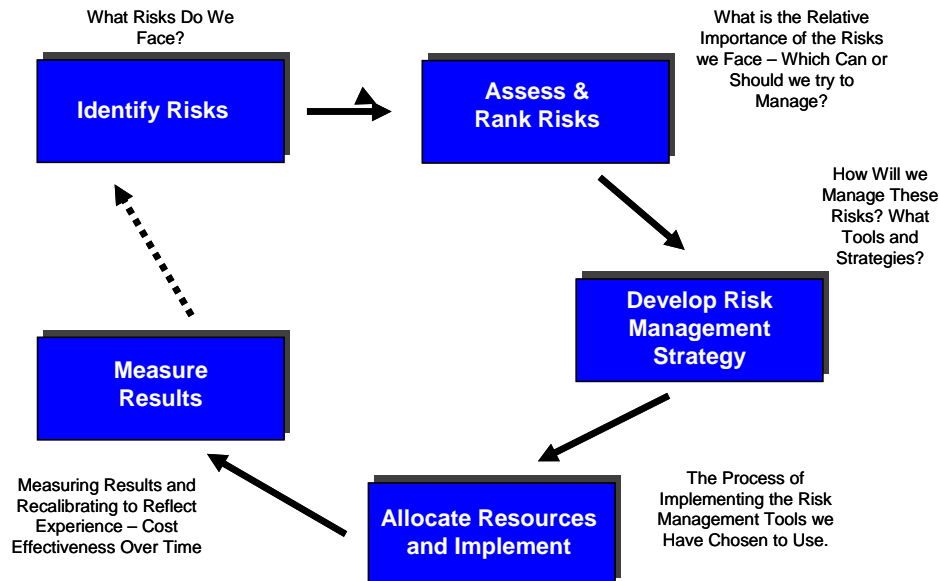 What Risks Do We
Face?
Identify Risks
What is the Relative
Importance of the Risks
we Face – Which Can or
Should we try to
Manage?
Assess &
Rank Risks
How Will we
Manage These
Risks? What
Tools and
Strategies?
Develop Risk
Management
Strategy
The Process of
Implementing the Risk
Management Tools we
Have Chosen to Use.
Allocate Resources
and Implement
Measure
Results
Measuring Results and
Recalibrating to Reflect
Experience – Cost
Effectiveness Over Time